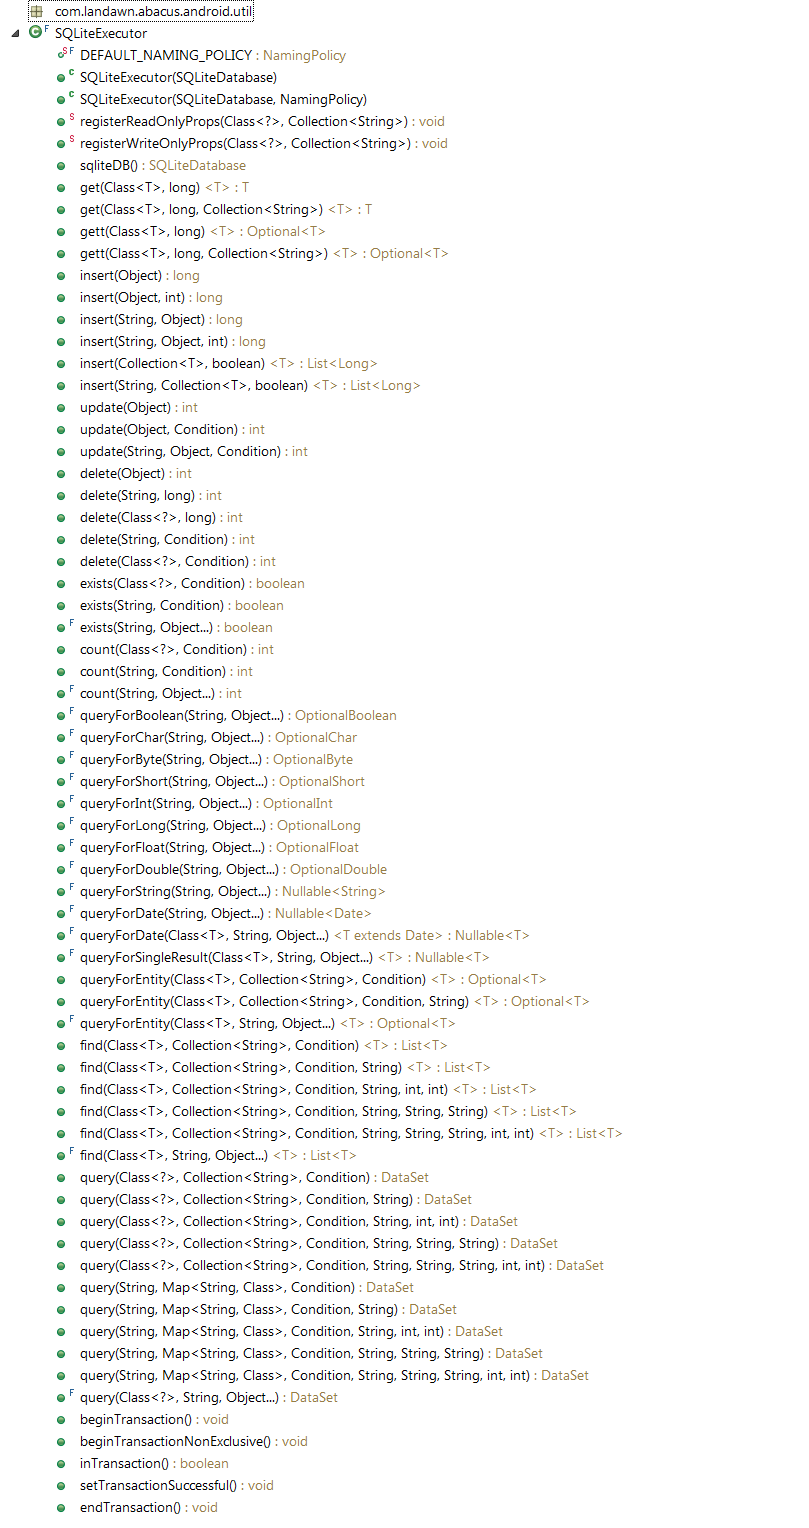 com.landawn.abacus.android.util
SQLiteExecutor
DEFAULT_NAMING_POLICY : NamingPolicy
SQLiteExecutor(SQLiteDatabase)
SQLiteExecutor(SQLiteDatabase, NamingPolicy)
registerReadOnlyProps(Class<?>, Collection<String>) : void
registerWriteOnlyProps(Class<?>, Collection<String>) : void
sqliteDB() : SQLiteDatabase
get(Class<T>, long) <T> : T
get(Class<T>, long, Collection<String>) <T> : T
gett(Class<T>, long) <T> : Optional<T>
gett(Class<T>, long, Collection<String>) <T> : Optional<T>
insert(Object) : long
insert(Object, int) : long
insert(String, Object) : long
insert(String, Object, int) : long
insert(Collection<T>, boolean) <T> : List<Long>
insert(String, Collection<T>, boolean) <T> : List<Long>
update(Object) : int
update(Object, Condition) : int
update(String, Object, Condition) : int
delete(Object) : int
delete(String, long) : int
delete(Class<?>, long) : int
delete(String, Condition) : int
delete(Class<?>, Condition) : int
exists(Class<?>, Condition) : boolean
exists(String, Condition) : boolean
exists(String, Object...) : boolean
count(Class<?>, Condition) : int
count(String, Condition) : int
count(String, Object...) : int
queryForBoolean(String, Object...) : OptionalBoolean
queryForChar(String, Object...) : OptionalChar
queryForByte(String, Object...) : OptionalByte
queryForShort(String, Object...) : OptionalShort
queryForInt(String, Object...) : OptionalInt
queryForLong(String, Object...) : OptionalLong
queryForFloat(String, Object...) : OptionalFloat
queryForDouble(String, Object...) : OptionalDouble
queryForString(String, Object...) : Nullable<String>
queryForDate(String, Object...) : Nullable<Date>
queryForDate(Class<T>, String, Object...) <T extends Date> : Nullable<T>
queryForSingleResult(Class<T>, String, Object...) <T> : Nullable<T>
queryForEntity(Class<T>, Collection<String>, Condition) <T> : Optional<T>
queryForEntity(Class<T>, Collection<String>, Condition, String) <T> : Optional<T>
queryForEntity(Class<T>, String, Object...) <T> : Optional<T>
find(Class<T>, Collection<String>, Condition) <T> : List<T>
find(Class<T>, Collection<String>, Condition, String) <T> : List<T>
find(Class<T>, Collection<String>, Condition, String, int, int) <T> : List<T>
find(Class<T>, Collection<String>, Condition, String, String, String) <T> : List<T>
find(Class<T>, Collection<String>, Condition, String, String, String, int, int) <T> : List<T>
find(Class<T>, String, Object...) <T> : List<T>
query(Class<?>, Collection<String>, Condition) : DataSet
query(Class<?>, Collection<String>, Condition, String) : DataSet
query(Class<?>, Collection<String>, Condition, String, int, int) : DataSet
query(Class<?>, Collection<String>, Condition, String, String, String) : DataSet
query(Class<?>, Collection<String>, Condition, String, String, String, int, int) : DataSet
query(String, Map<String, Class>, Condition) : DataSet
query(String, Map<String, Class>, Condition, String) : DataSet
query(String, Map<String, Class>, Condition, String, int, int) : DataSet
query(String, Map<String, Class>, Condition, String, String, String) : DataSet
query(String, Map<String, Class>, Condition, String, String, String, int, int) : DataSet
query(Class<?>, String, Object...) : DataSet
beginTransaction() : void
beginTransactionNonExclusive() : void
inTransaction() : boolean
setTransactionSuccessful() : void
endTransaction() : void